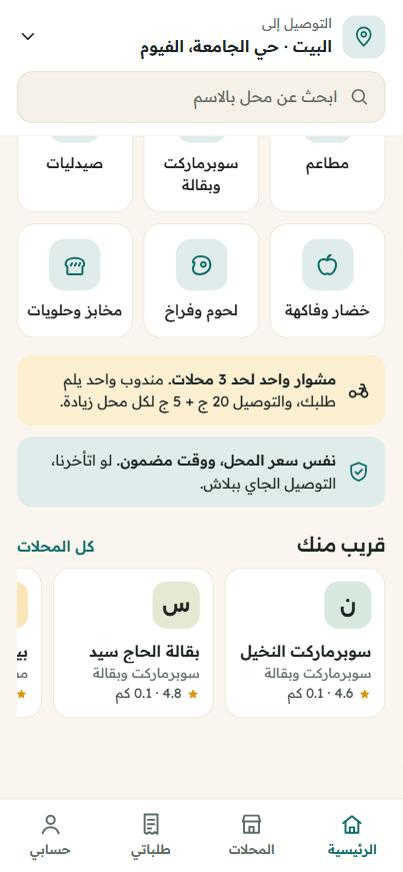 التوصيل إلى
البيت · حي الجامعة، الفيوم
ابحث عن محل بالاسم
مطاعم
سوبرماركت وبقالة
صيدليات
خضار وفاكهة
لحوم وفراخ
مخابز وحلويات
مشوار واحد لحد 3 محلات. مندوب واحد يلم
طلبك، والتوصيل 20 ج + 5 ج لكل محل زيادة.
نفس سعر المحل، ووقت مضمون. لو اتأخرنا،
التوصيل الجاي ببلاش.
قريب منك
كل المحلات
ن
سوبرماركت النخيل
سوبرماركت وبقالة
4.6 · 0.1 كم
س
بقالة الحاج سيد
سوبرماركت وبقالة
4.8 · 0.1 كم
الرئيسية
المحلات
طلباتي
حسابي